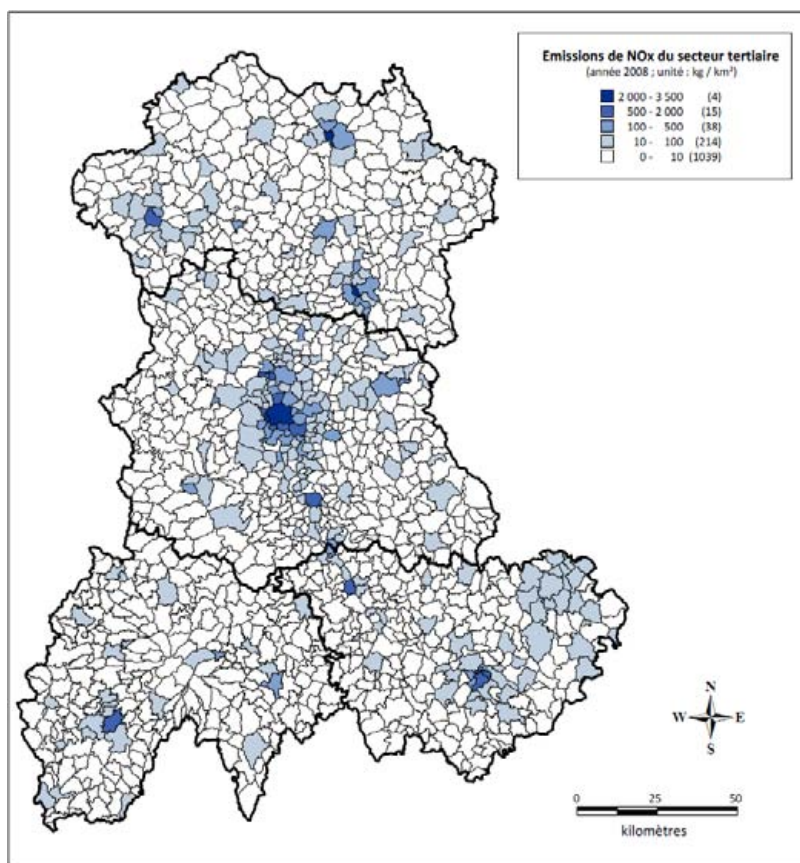 Emissions de NOx du secteur tertiaire
(année 2008 ; unité : kg / km²)
2 000 - 3 500 (4)
500 - 2 000 (15)
100 - 500 (38)
10 - 100 (214)
0 - 10 (1039)
N
W E
S
0 25 50
kilomètres